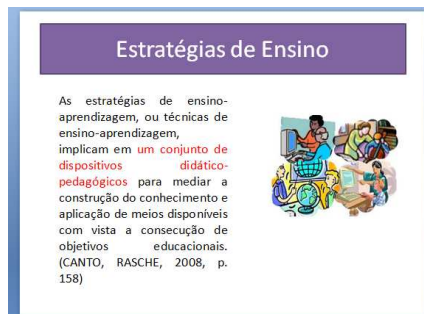 Estratégias de Ensino
As estratégias de ensino-
aprendizagem, ou técnicas de
ensino-aprendizagem,
implicam em um conjunto de
dispositivos didático-
pedagógicos para mediar a
construção do conhecimento e
aplicação de meios disponíveis
com vista a consecução de
objetivos educacionais.
(CANTO, RASCHE, 2008, p.
158)